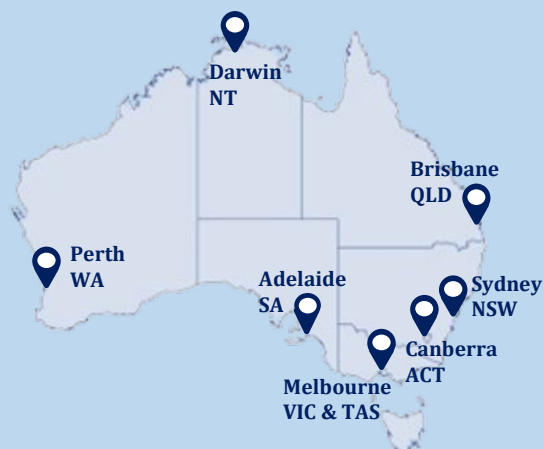 Darwin
NT
Brisbane
QLD
Perth
WA
Adelaide
SA
Sydney
NSW
Canberra
ACT
Melbourne
VIC & TAS